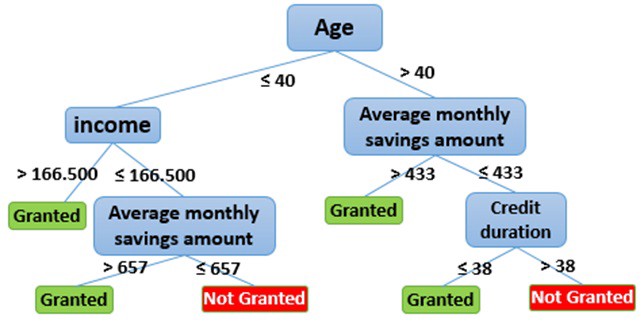 Age
≤ 40
> 40
income
Average monthly
savings amount
> 166.500
≤ 166.500
> 433
≤ 433
Granted
Average monthly
savings amount
Granted
Credit
duration
> 657
≤ 657
≤ 38
> 38
Granted
Not Granted
Granted
Not Granted